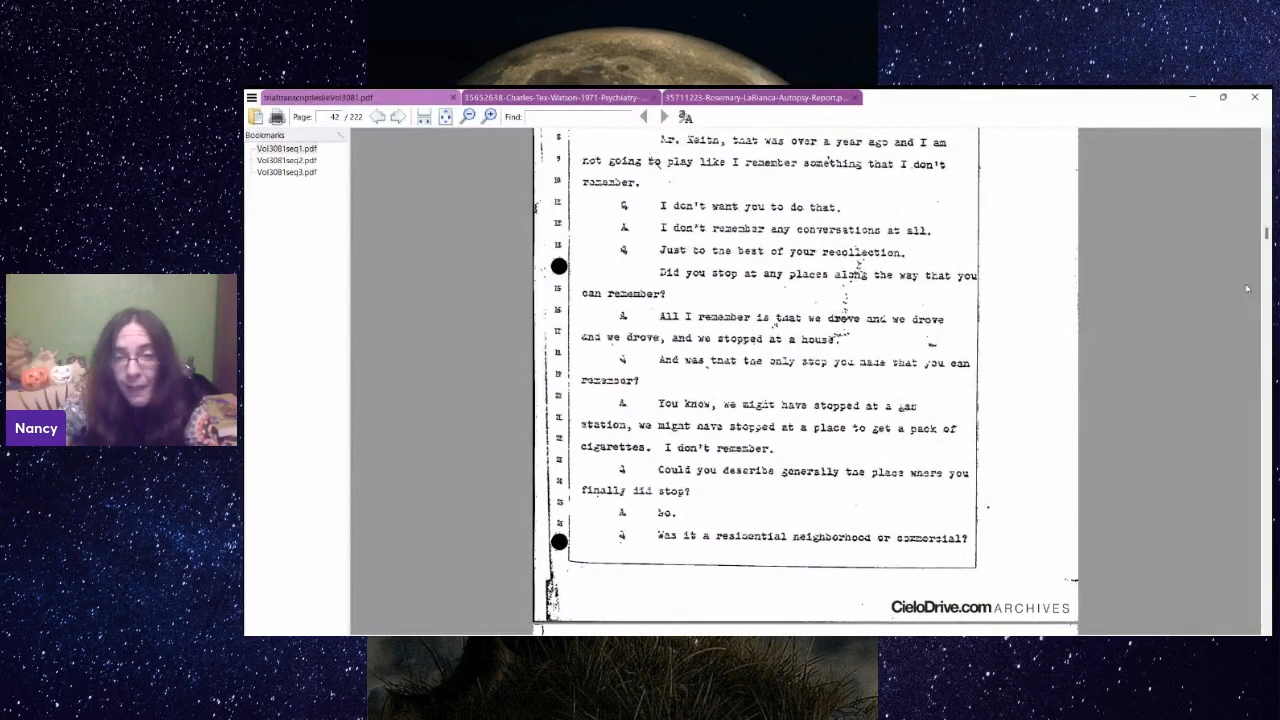 trialtranscriptleslieVol3081.pdf
35652638-Charles-Tex-Watson-1971-Psychiatry-...
35711223-Rosemary-LaBianca-Autopsy-Report.p...
Page: 42 / 222
Find:
Bookmarks
Vol3081seq1.pdf
Vol3081seq2.pdf
Vol3081seq3.pdf
8 Mr. Keith, that was over a year ago and I am
9 not going to play like I remember something that I don't
10 remember.
11 Q I don't want you to do that.
12 A I don't remember any conversations at all.
13 Q Just to the best of your recollection.
Did you stop at any places along the way that you
15 can remember?
16 A All I remember is that we drove and we drove
17 and we drove, and we stopped at a house.
18 Q And was that the only stop you made that you can
19 remember?
20 A You know, we might have stopped at a gas
21 station, we might have stopped at a place to get a pack of
22 cigarettes. I don't remember.
23 Q Could you describe generally the place where you
24 finally did stop?
25 A No.
26 Q Was it a residential neighborhood or commercial?
CieloDrive.com ARCHIVES
Nancy